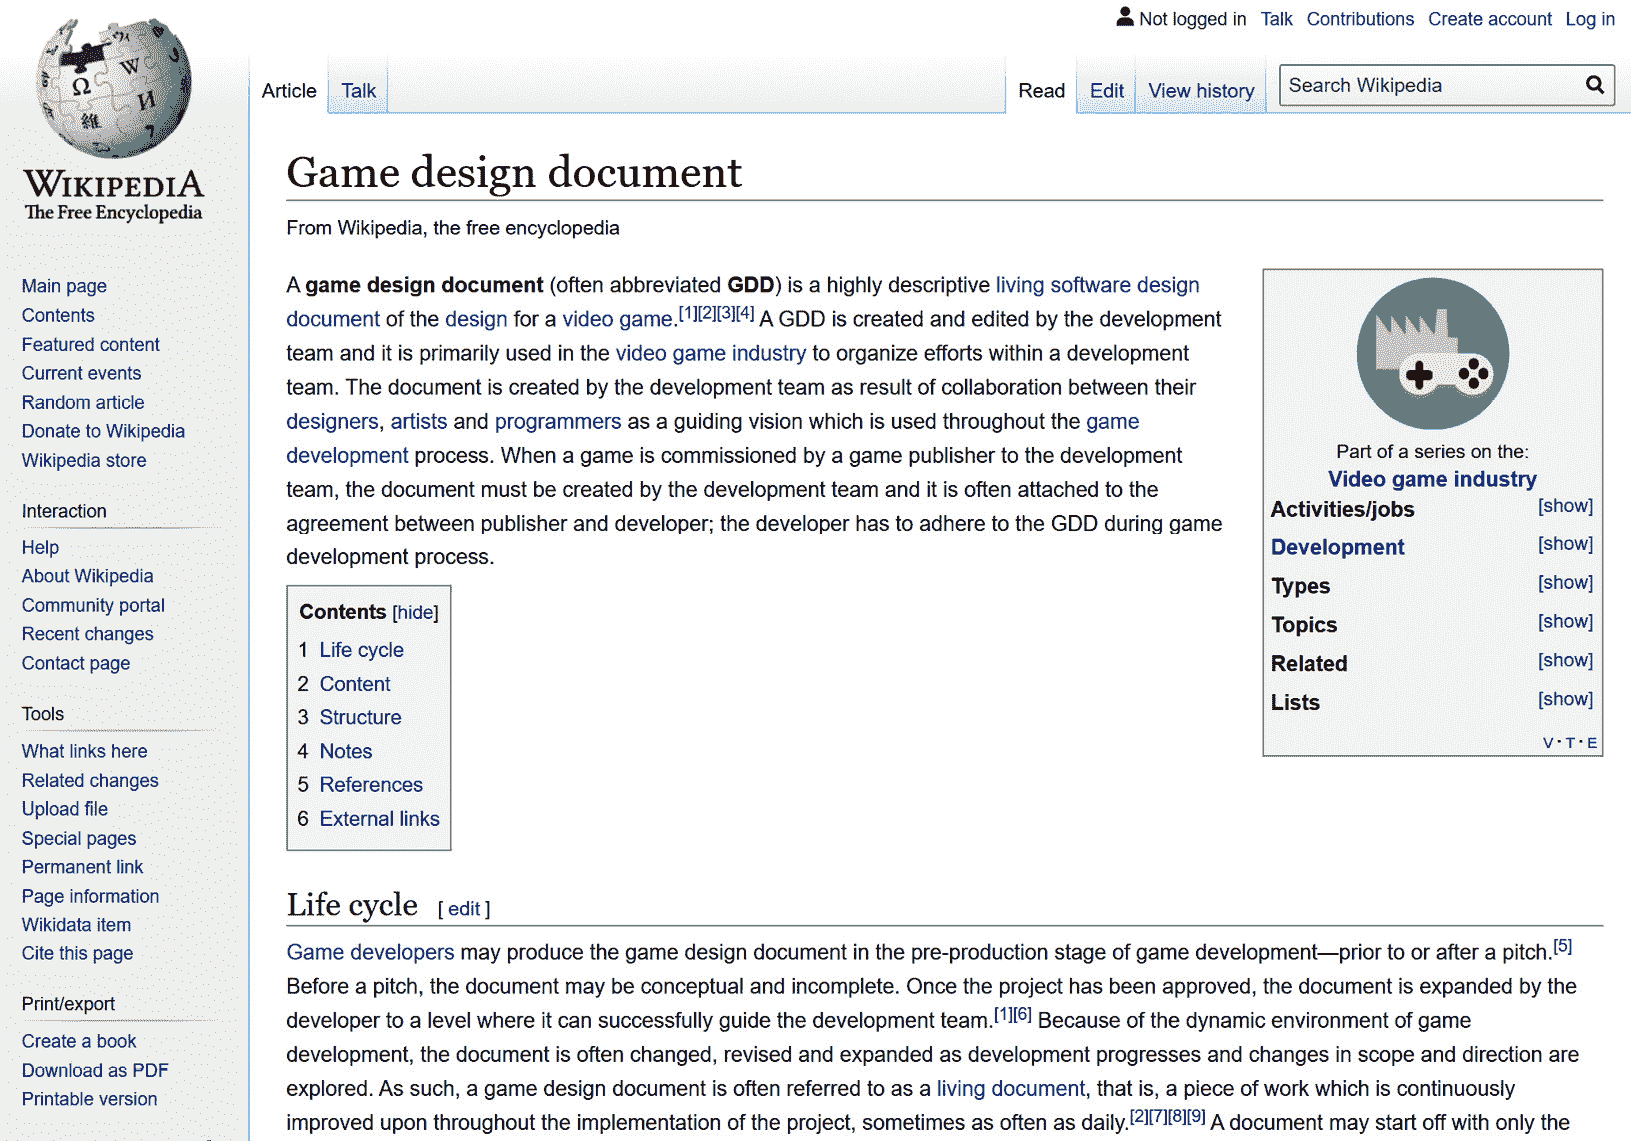 Not logged in Talk Contributions Create account Log in
Article Talk Read Edit View history Search Wikipedia
Ω W И 維 7
WIKIPEDIA
The Free Encyclopedia
Main page
Contents
Featured content
Current events
Random article
Donate to Wikipedia
Wikipedia store
Interaction
Help
About Wikipedia
Community portal
Recent changes
Contact page
Tools
What links here
Related changes
Upload file
Special pages
Permanent link
Page information
Wikidata item
Cite this page
Print/export
Create a book
Download as PDF
Printable version
Game design document
From Wikipedia, the free encyclopedia
A game design document (often abbreviated GDD) is a highly descriptive living software design
document of the design for a video game.[1][2][3][4] A GDD is created and edited by the development
team and it is primarily used in the video game industry to organize efforts within a development
team. The document is created by the development team as result of collaboration between their
designers, artists and programmers as a guiding vision which is used throughout the game
development process. When a game is commissioned by a game publisher to the development
team, the document must be created by the development team and it is often attached to the
agreement between publisher and developer; the developer has to adhere to the GDD during game
development process.
Part of a series on the:
Video game industry
Activities/jobs [show]
Development [show]
Types [show]
Topics [show]
Related [show]
Lists [show]
V · T · E
Contents [hide]
1 Life cycle
2 Content
3 Structure
4 Notes
5 References
6 External links
Life cycle [ edit ]
Game developers may produce the game design document in the pre-production stage of game development—prior to or after a pitch.[5]
Before a pitch, the document may be conceptual and incomplete. Once the project has been approved, the document is expanded by the
developer to a level where it can successfully guide the development team.[1][6] Because of the dynamic environment of game
development, the document is often changed, revised and expanded as development progresses and changes in scope and direction are
explored. As such, a game design document is often referred to as a living document, that is, a piece of work which is continuously
improved upon throughout the implementation of the project, sometimes as often as daily.[2][7][8][9] A document may start off with only the